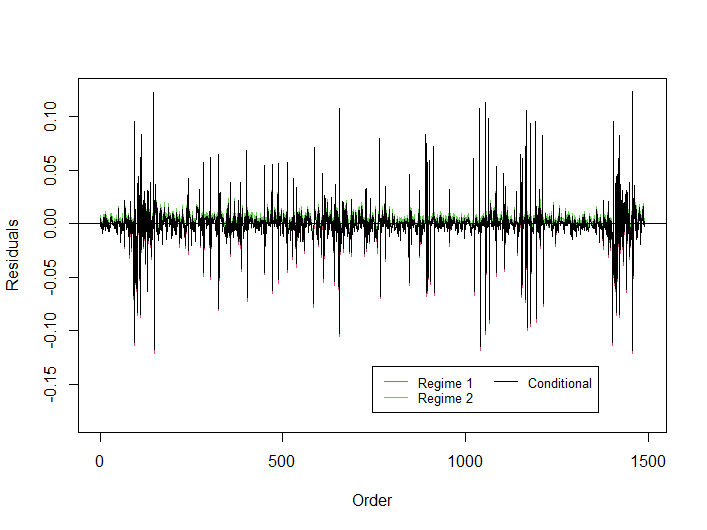 0.10
0.05
0.00
-0.05
-0.10
-0.15
Residuals
Regime 1
Regime 2
Conditional
0
500
1000
1500
Order